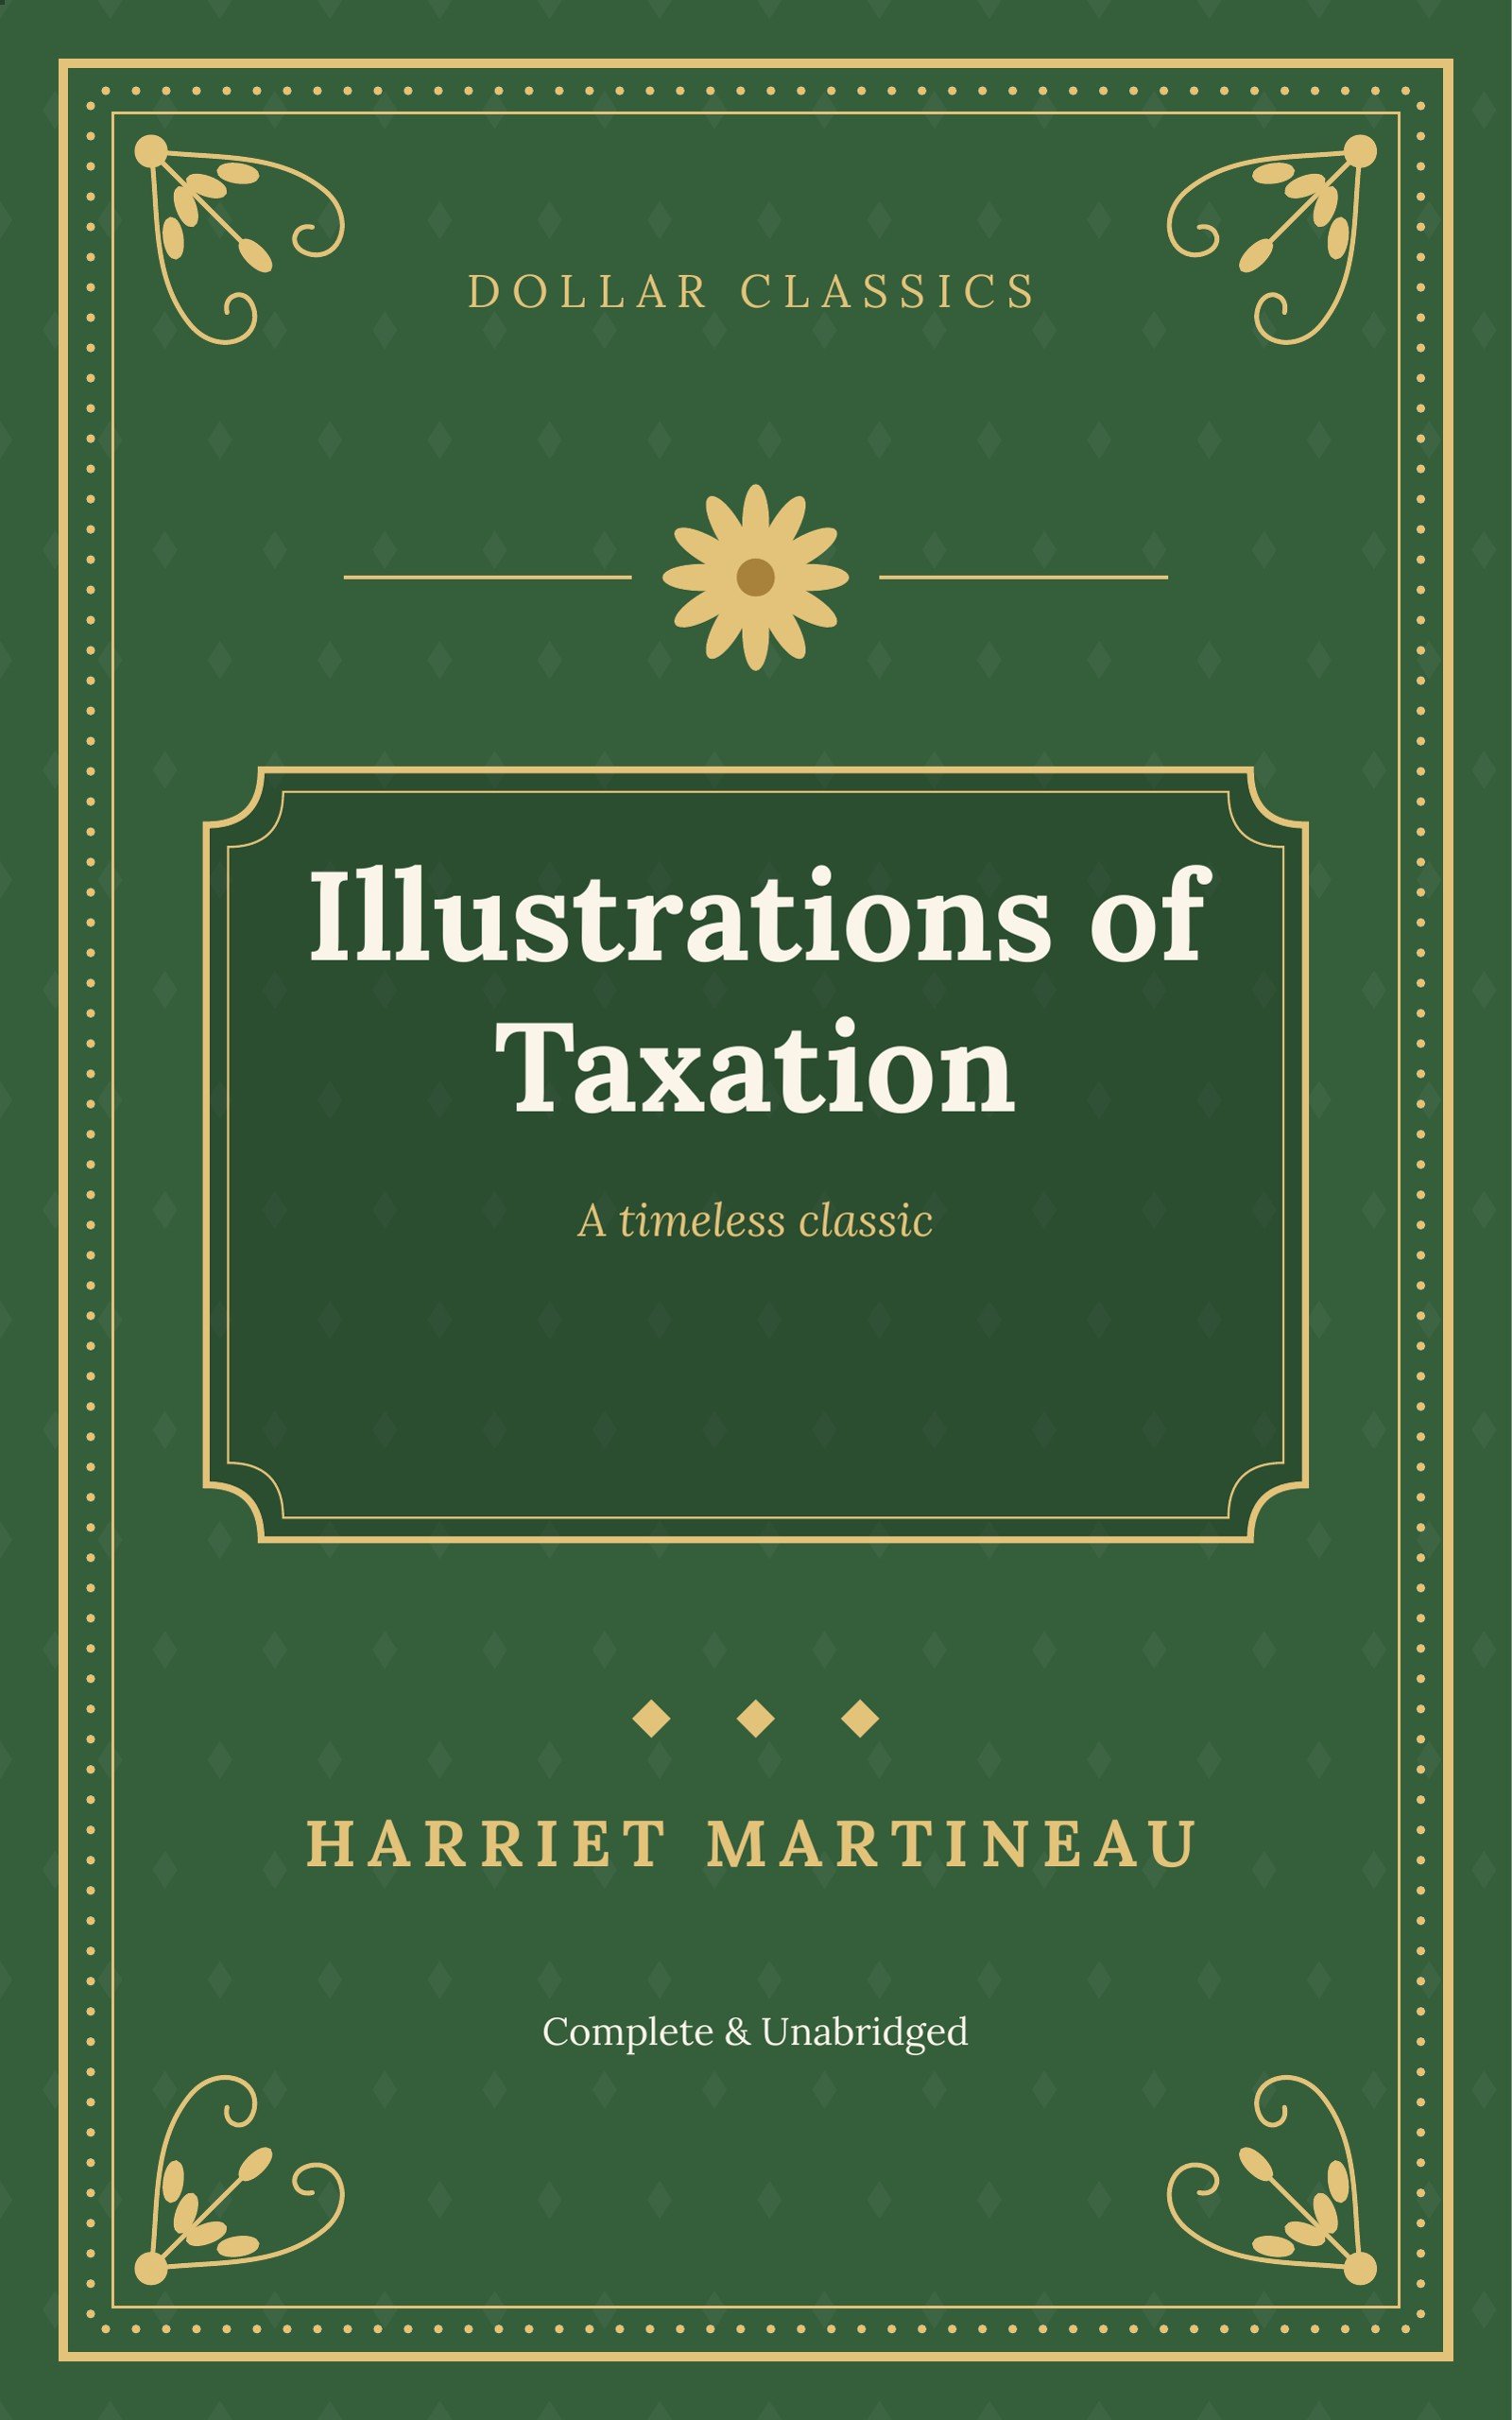 DOLLAR CLASSICS
Illustrations of
Taxation
A timeless classic
HARRIET MARTINEAU
Complete & Unabridged